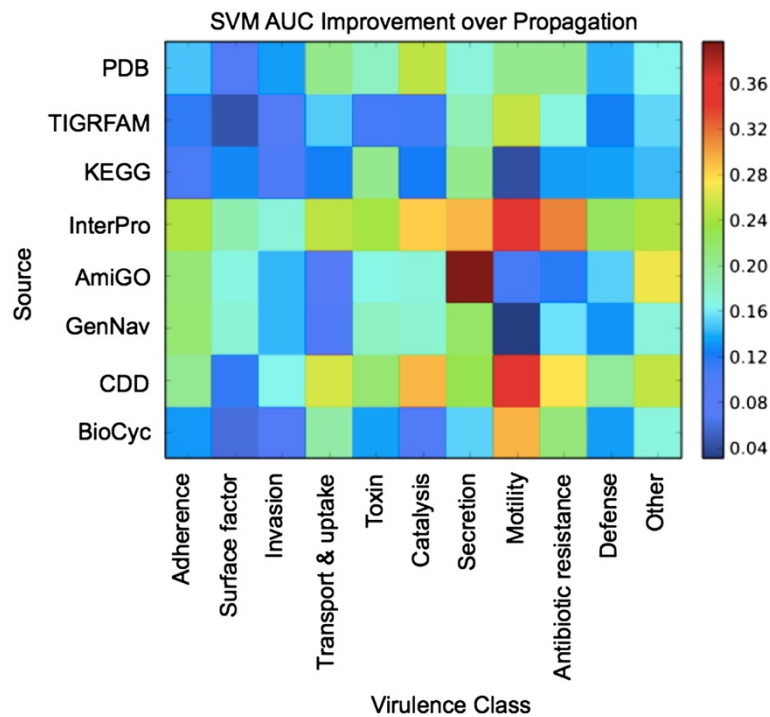 SVM AUC Improvement over Propagation
PDB
TIGRFAM
KEGG
InterPro
AmiGO
GenNav
CDD
BioCyc
Source
0.36
0.32
0.28
0.24
0.20
0.16
0.12
0.08
0.04
Adherence
Surface factor
Invasion
Transport & uptake
Toxin
Catalysis
Secretion
Motility
Antibiotic resistance
Defense
Other
Virulence Class